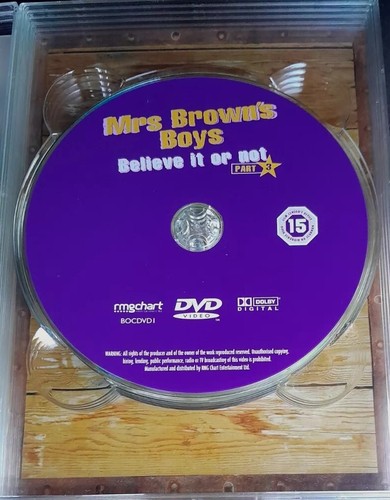 Mrs Brown's
Boys
Believe it or not
PART 3
15
rmgchart
DVD
VIDEO
DOLBY
DIGITAL
BOCDVD1
WARNING: All rights of the producer and of the owner of the work reproduced reserved. Unauthorised copying,
hiring, lending, public performance, radio or TV broadcasting of this video is prohibited.
Manufactured and distributed by RMG Chart Entertainment Ltd.